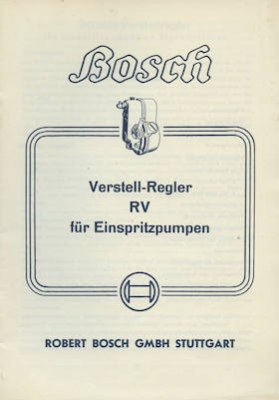 Bosch
Verstell-Regler
RV
für Einspritzpumpen
ROBERT BOSCH GMBH STUTTGART